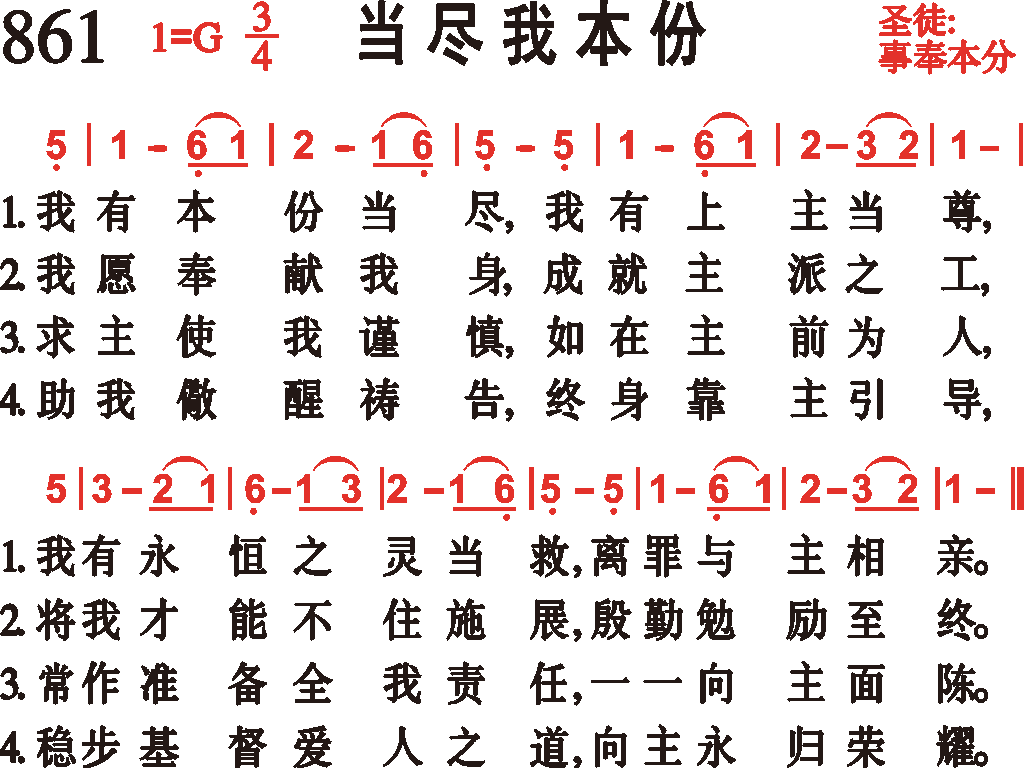 861 1=G 3/4 当尽我本份 圣徒:
事奉本分
5 | 1 - 6 1 | 2 - 1 6 | 5 - 5 | 1 - 6 1 | 2 - 3 2 | 1 - |
1. 我有本份当尽, 我有上主当尊,
2. 我愿奉献我身, 成就主派之工,
3. 求主使我谨慎, 如在主前为人,
4. 助我儆醒祷告, 终身靠主引导,
5 | 3 - 2 1 | 6 - 1 3 | 2 - 1 6 | 5 - 5 | 1 - 6 1 | 2 - 3 2 | 1 - ‖
1. 我有永恒之灵当救, 离罪与主相亲。
2. 将我才能不住施展, 殷勤勉励至终。
3. 常作准备全我责任, 一一向主面陈。
4. 稳步基督爱人之道, 向主永归荣耀。